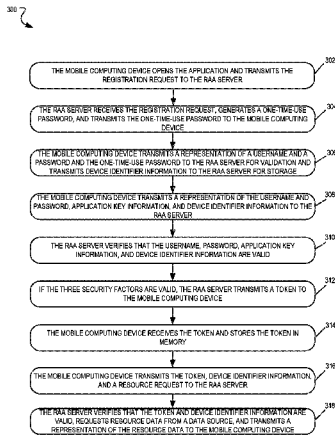 300
302
THE MOBILE COMPUTING DEVICE OPENS THE APPLICATION AND TRANSMITS THE
REGISTRATION REQUEST TO THE RAA SERVER
304
THE RAA SERVER RECEIVES THE REGISTRATION REQUEST, GENERATES A ONE-TIME-USE
PASSWORD, AND TRANSMITS THE ONE-TIME-USE PASSWORD TO THE MOBILE COMPUTING
DEVICE
306
THE MOBILE COMPUTING DEVICE TRANSMITS A REPRESENTATION OF A USERNAME AND A
PASSWORD AND THE ONE-TIME-USE PASSWORD TO THE RAA SERVER FOR VALIDATION AND
TRANSMITS DEVICE IDENTIFIER INFORMATION TO THE RAA SERVER FOR STORAGE
308
THE MOBILE COMPUTING DEVICE TRANSMITS A REPRESENTATION OF THE USERNAME AND
PASSWORD, APPLICATION KEY INFORMATION, AND DEVICE IDENTIFIER INFORMATION TO THE
RAA SERVER
310
THE RAA SERVER VERIFIES THAT THE USERNAME, PASSWORD, APPLICATION KEY
INFORMATION, AND DEVICE IDENTIFIER INFORMATION ARE VALID
312
IF THE THREE SECURITY FACTORS ARE VALID, THE RAA SERVER TRANSMITS A TOKEN TO
THE MOBILE COMPUTING DEVICE
314
THE MOBILE COMPUTING DEVICE RECEIVES THE TOKEN AND STORES THE TOKEN IN
MEMORY
316
THE MOBILE COMPUTING DEVICE TRANSMITS THE TOKEN, DEVICE IDENTIFIER INFORMATION,
AND A RESOURCE REQUEST TO THE RAA SERVER
318
THE RAA SERVER VERIFIES THAT THE TOKEN AND DEVICE IDENTIFIER INFORMATION ARE
VALID, REQUESTS RESOURCE DATA FROM A DATA SOURCE, AND TRANSMITS A
REPRESENTATION OF THE RESOURCE DATA TO THE MOBILE COMPUTING DEVICE